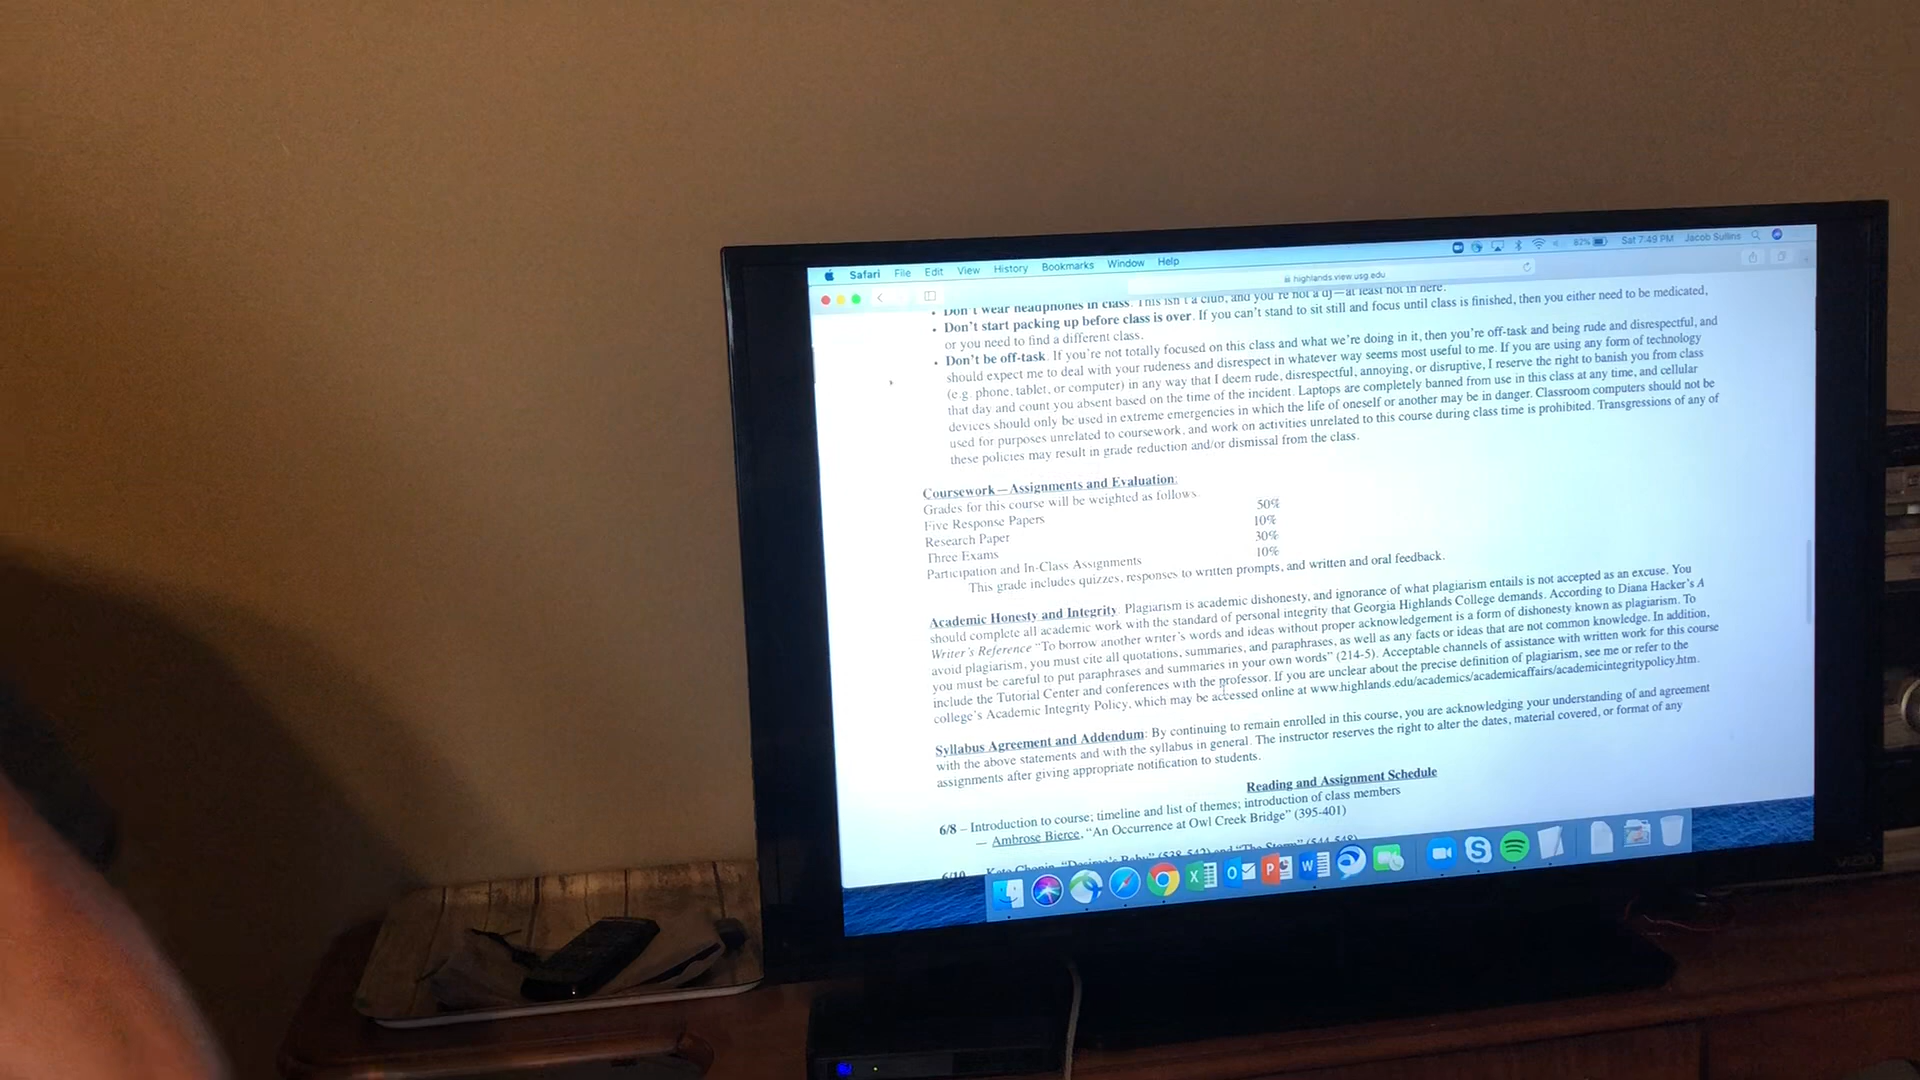 Safari File Edit View History Bookmarks Window Help 82% Sat 7:49 PM Jacob Sullins
highlands.view.usg.edu
• Don't wear headphones in class. This isn't a club, and you're not a dj—at least not in here.
• Don't start packing up before class is over. If you can't stand to sit still and focus until class is finished, then you either need to be medicated,
or you need to find a different class.
• Don't be off-task. If you're not totally focused on this class and what we're doing in it, then you're off-task and being rude and disrespectful, and
should expect me to deal with your rudeness and disrespect in whatever way seems most useful to me. If you are using any form of technology
(e.g. phone, tablet, or computer) in any way that I deem rude, disrespectful, annoying, or disruptive, I reserve the right to banish you from class
that day and count you absent based on the time of the incident. Laptops are completely banned from use in this class at any time, and cellular
devices should only be used in extreme emergencies in which the life of oneself or another may be in danger. Classroom computers should not be
used for purposes unrelated to coursework, and work on activities unrelated to this course during class time is prohibited. Transgressions of any of
these policies may result in grade reduction and/or dismissal from the class.
Coursework—Assignments and Evaluation:
Grades for this course will be weighted as follows
Five Response Papers 50%
Research Paper 10%
Three Exams 30%
Participation and In-Class Assignments 10%
This grade includes quizzes, responses to written prompts, and written and oral feedback.
Academic Honesty and Integrity. Plagiarism is academic dishonesty, and ignorance of what plagiarism entails is not accepted as an excuse. You
should complete all academic work with the standard of personal integrity that Georgia Highlands College demands. According to Diana Hacker's A
Writer's Reference "To borrow another writer's words and ideas without proper acknowledgement is a form of dishonesty known as plagiarism. To
avoid plagiarism, you must cite all quotations, summaries, and paraphrases, as well as any facts or ideas that are not common knowledge. In addition,
you must be careful to put paraphrases and summaries in your own words" (214-5). Acceptable channels of assistance with written work for this course
include the Tutorial Center and conferences with the professor. If you are unclear about the precise definition of plagiarism, see me or refer to the
college's Academic Integrity Policy, which may be accessed online at www.highlands.edu/academics/academicaffairs/academicintegritypolicy.htm.
Syllabus Agreement and Addendum: By continuing to remain enrolled in this course, you are acknowledging your understanding of and agreement
with the above statements and with the syllabus in general. The instructor reserves the right to alter the dates, material covered, or format of any
assignments after giving appropriate notification to students.
Reading and Assignment Schedule
6/8 – Introduction to course; timeline and list of themes; introduction of class members
— Ambrose Bierce, "An Occurrence at Owl Creek Bridge" (395-401)
6/10 Kate Chopin, "Desiree's Baby" (538-542) and "The Storm"
VIZIO